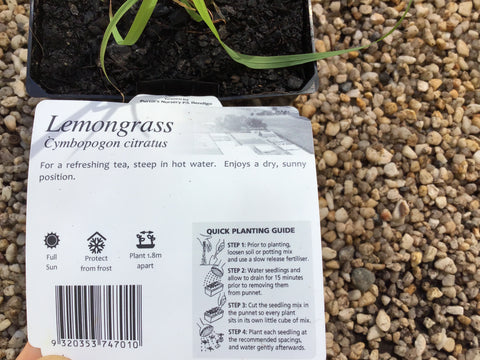 Purtill's Nursery P/L Bendigo
Lemongrass
Cymbopogon citratus
For a refreshing tea, steep in hot water. Enjoys a dry, sunny
position.
Full
Sun
Protect
from frost
Plant 1.8m
apart
9 320353 747010
QUICK PLANTING GUIDE
STEP 1: Prior to planting,
loosen soil or potting mix
and use a slow release fertiliser.
STEP 2: Water seedlings and
allow to drain for 15 minutes
prior to removing them
from punnet.
STEP 3: Cut the seedling mix in
the punnet so every plant
sits in its own little cube of mix.
STEP 4: Plant each seedling at
the recommended spacings,
and water gently afterwards.